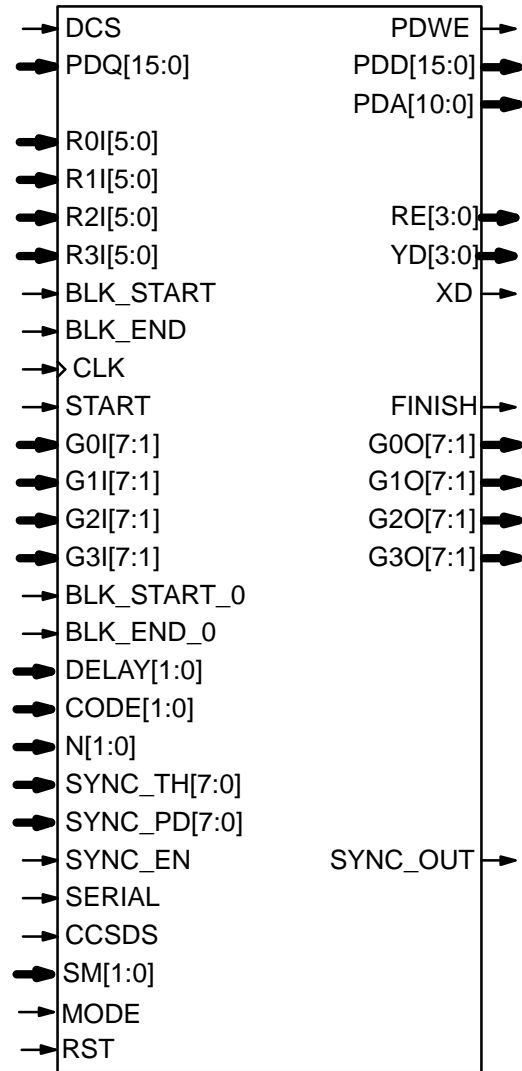 DCS PDWE
PDQ[15:0] PDD[15:0]
PDA[10:0]
R0I[5:0]
R1I[5:0]
R2I[5:0] RE[3:0]
R3I[5:0] YD[3:0]
BLK_START XD
BLK_END
CLK
START FINISH
G0I[7:1] G0O[7:1]
G1I[7:1] G1O[7:1]
G2I[7:1] G2O[7:1]
G3I[7:1] G3O[7:1]
BLK_START_0
BLK_END_0
DELAY[1:0]
CODE[1:0]
N[1:0]
SYNC_TH[7:0]
SYNC_PD[7:0]
SYNC_EN SYNC_OUT
SERIAL
CCSDS
SM[1:0]
MODE
RST